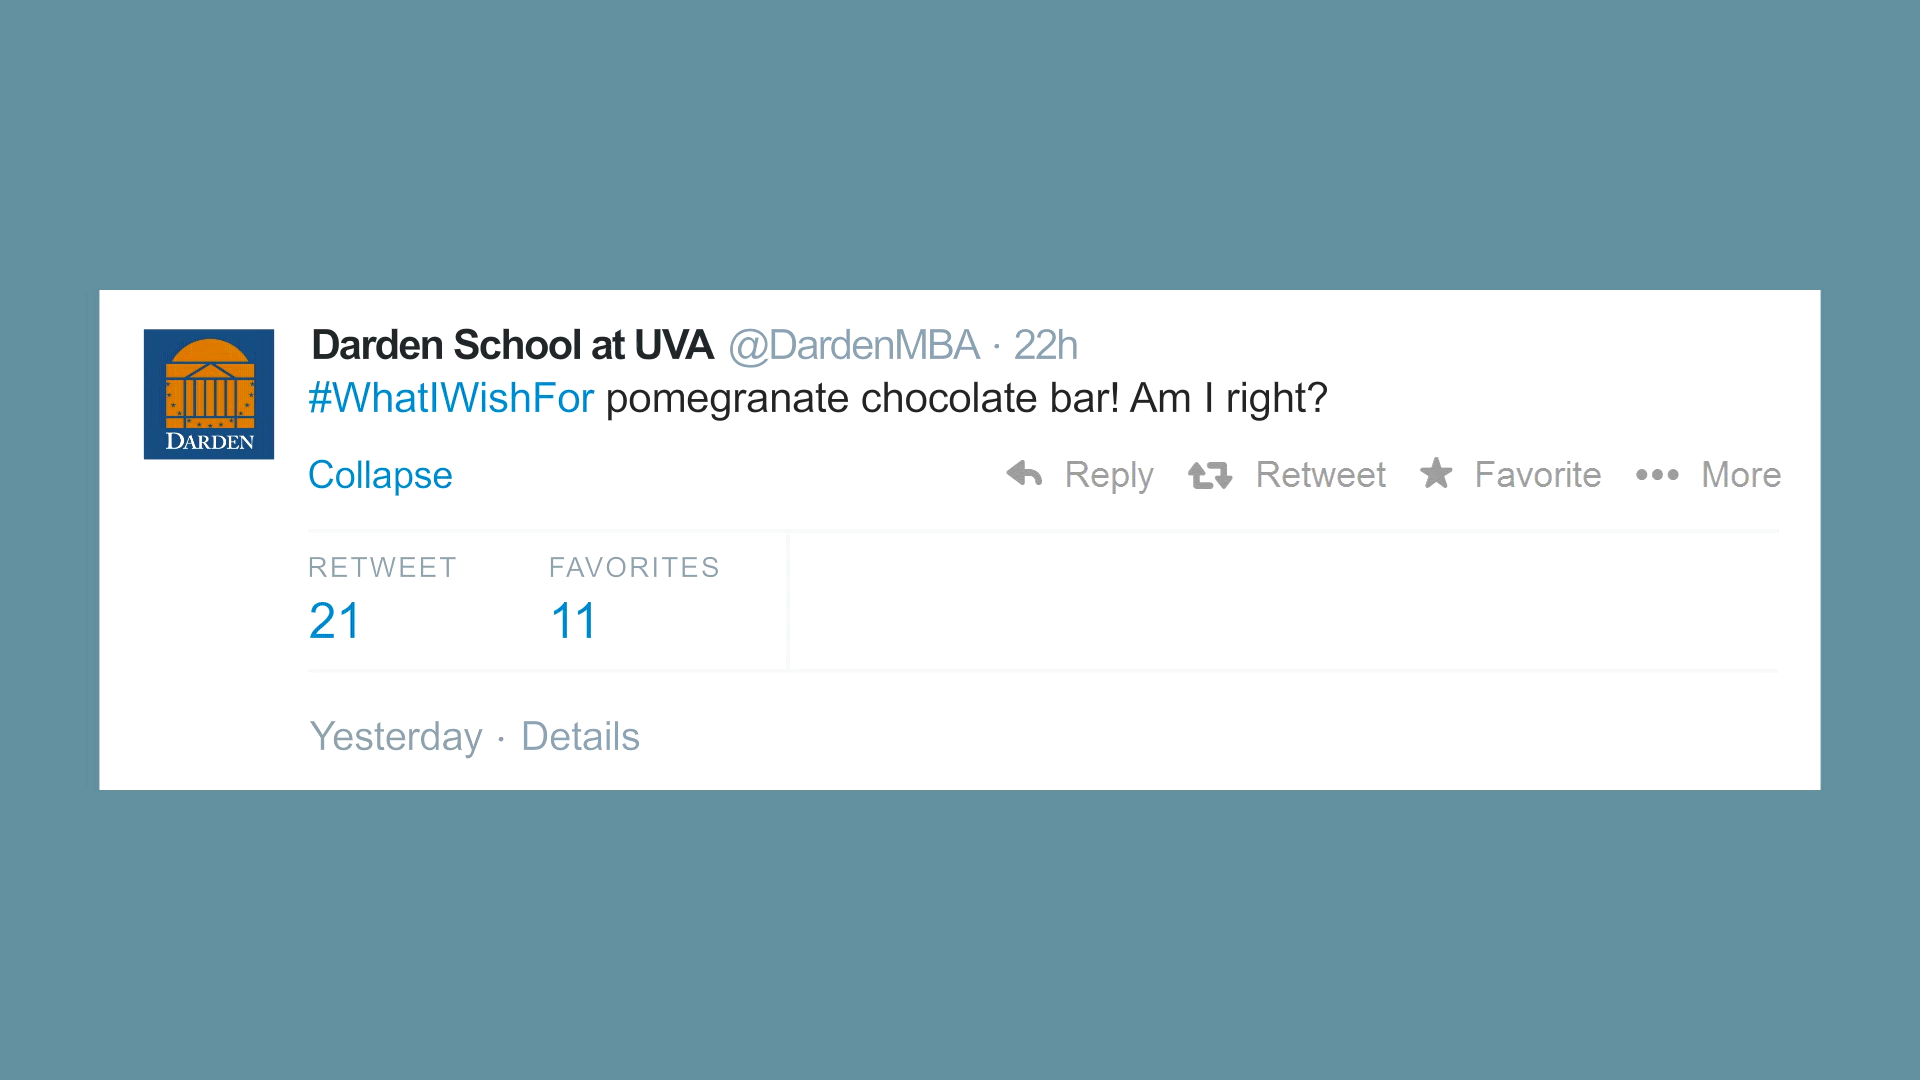 Darden School at UVA @DardenMBA · 22h
#WhatIWishFor pomegranate chocolate bar! Am I right?
DARDEN
Collapse Reply Retweet Favorite More
RETWEET FAVORITES
21 11
Yesterday · Details